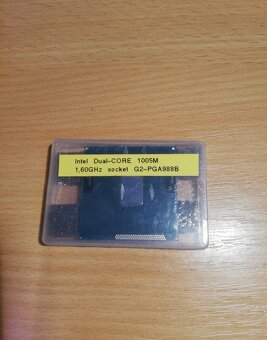 Intel Dual-CORE 1005M
1,60GHz socket G2-PGA988B